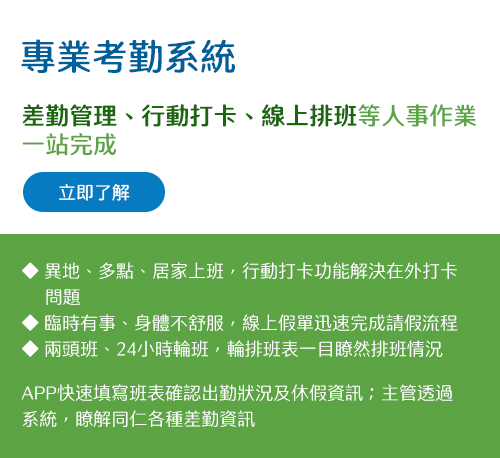 專業考勤系統
差勤管理、行動打卡、線上排班等人事作業
一站完成
立即了解
◆ 異地、多點、居家上班，行動打卡功能解決在外打卡
問題
◆ 臨時有事、身體不舒服，線上假單迅速完成請假流程
◆ 兩頭班、24小時輪班，輪排班表一目瞭然排班情況
APP快速填寫班表確認出勤狀況及休假資訊；主管透過
系統，瞭解同仁各種差勤資訊